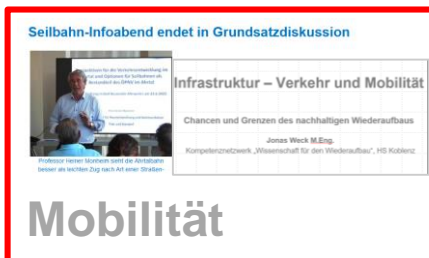 Seilbahn-Infoabend endet in Grundsatzdiskussion
Infrastruktur – Verkehr und Mobilität
Chancen und Grenzen des nachhaltigen Wiederaufbaus
Jonas Weck M.Eng.
Kompetenznetzwerk „Wissenschaft für den Wiederaufbau“, HS Koblenz
Professor Heiner Monheim sieht die Ahrtalbahn
besser als leichten Zug nach Art einer Straßen-
Mobilität